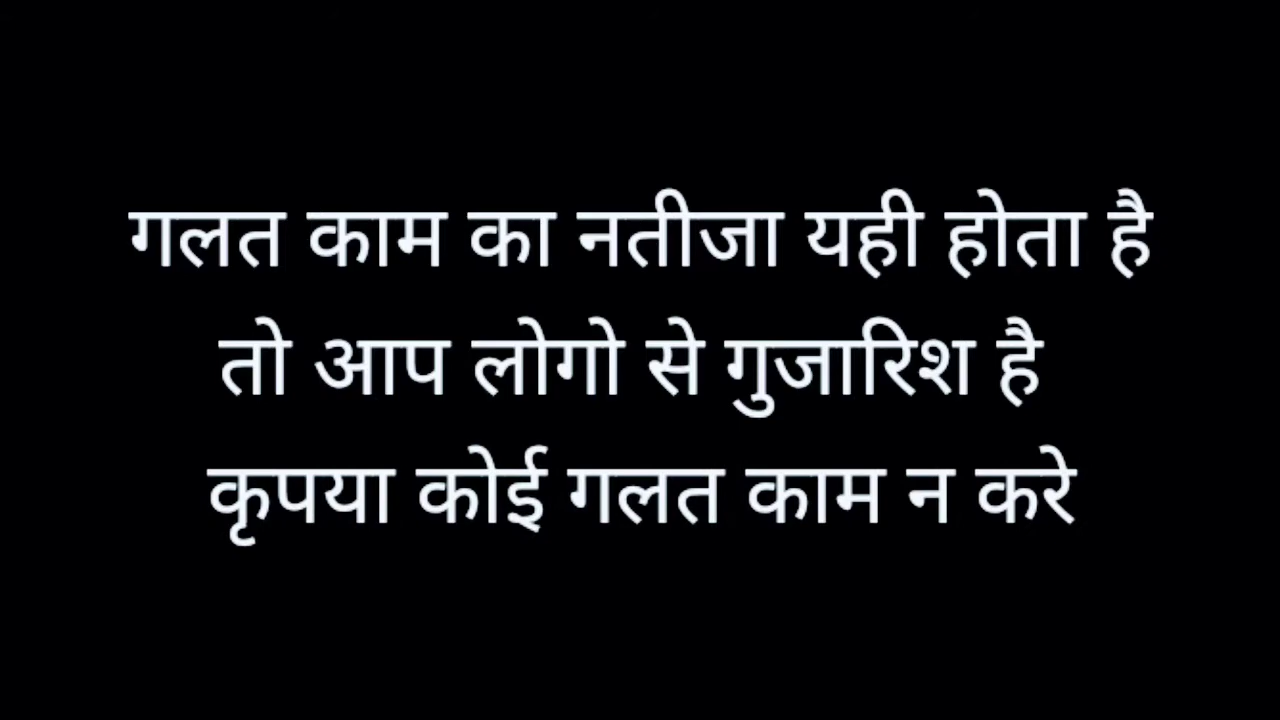 गलत काम का नतीजा यही होता है
तो आप लोगो से गुजारिश है
कृपया कोई गलत काम न करे